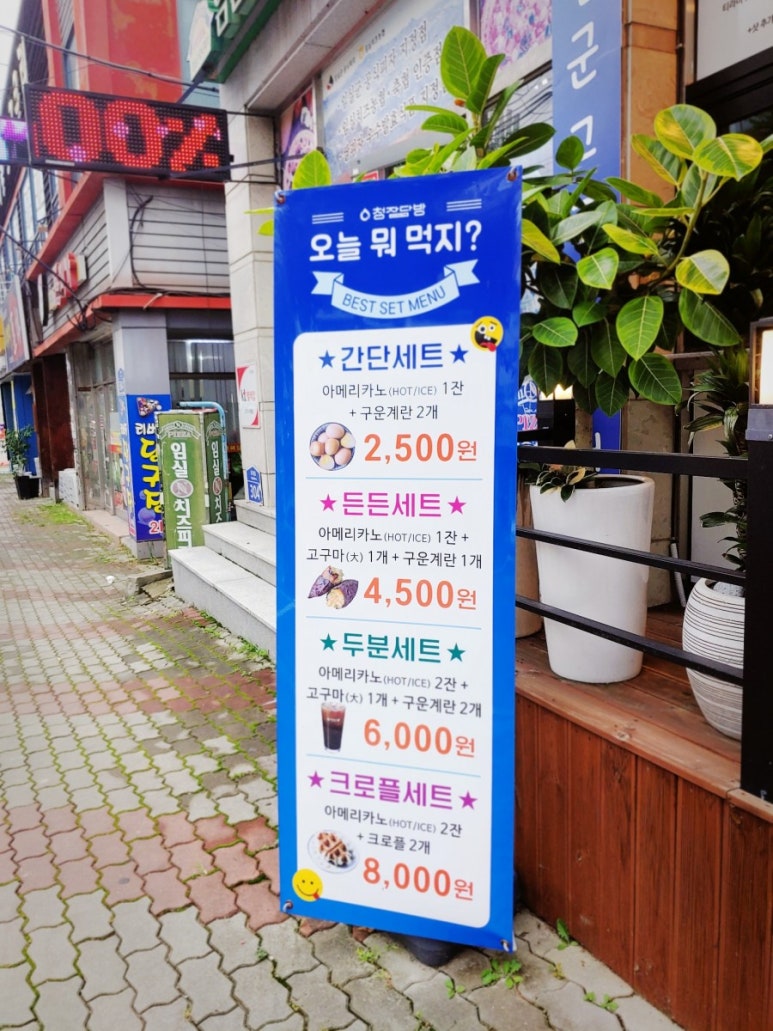 00%
청잠다방
오늘 뭐 먹지?
BEST SET MENU
★간단세트★
아메리카노(HOT/ICE) 1잔
+ 구운계란 2개
2,500원
★든든세트★
아메리카노(HOT/ICE) 1잔 +
고구마(大) 1개 + 구운계란 1개
4,500원
★두분세트★
아메리카노(HOT/ICE) 2잔 +
고구마(大) 1개 + 구운계란 2개
6,000원
★크로플세트★
아메리카노(HOT/ICE) 2잔
+ 크로플 2개
8,000원
PIZZA
임실
치즈피
304
군